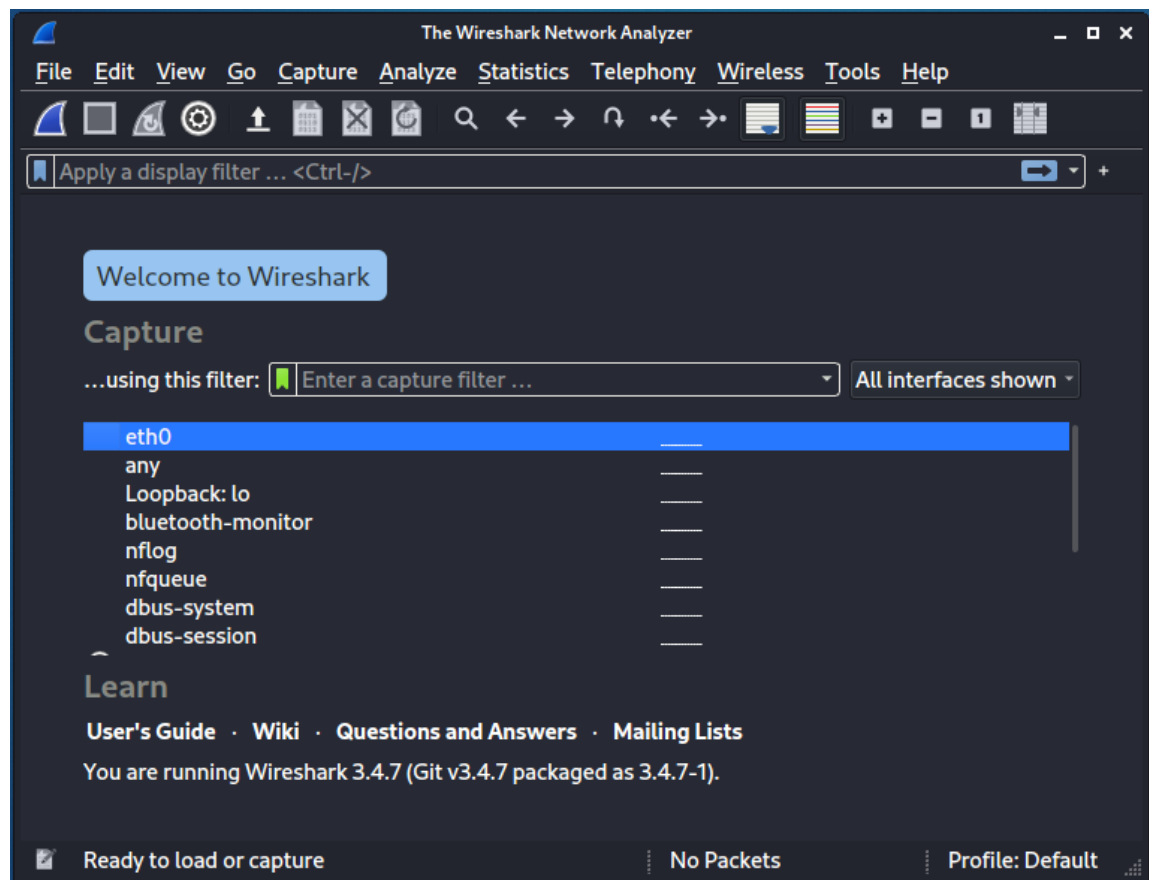 The Wireshark Network Analyzer
File Edit View Go Capture Analyze Statistics Telephony Wireless Tools Help
Apply a display filter … <Ctrl-/>
Welcome to Wireshark
Capture
…using this filter: Enter a capture filter … All interfaces shown
eth0
any
Loopback: lo
bluetooth-monitor
nflog
nfqueue
dbus-system
dbus-session
Learn
User's Guide · Wiki · Questions and Answers · Mailing Lists
You are running Wireshark 3.4.7 (Git v3.4.7 packaged as 3.4.7-1).
Ready to load or capture No Packets Profile: Default